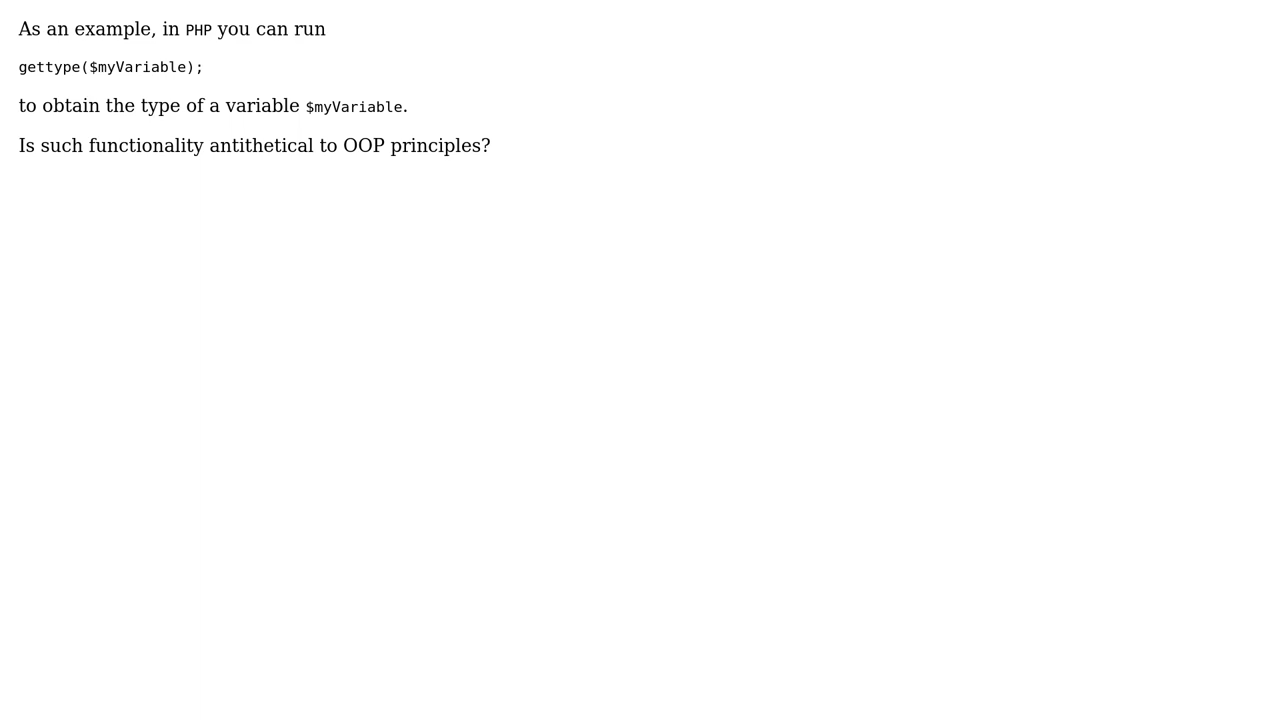 As an example, in PHP you can run
gettype($myVariable);
to obtain the type of a variable $myVariable.
Is such functionality antithetical to OOP principles?